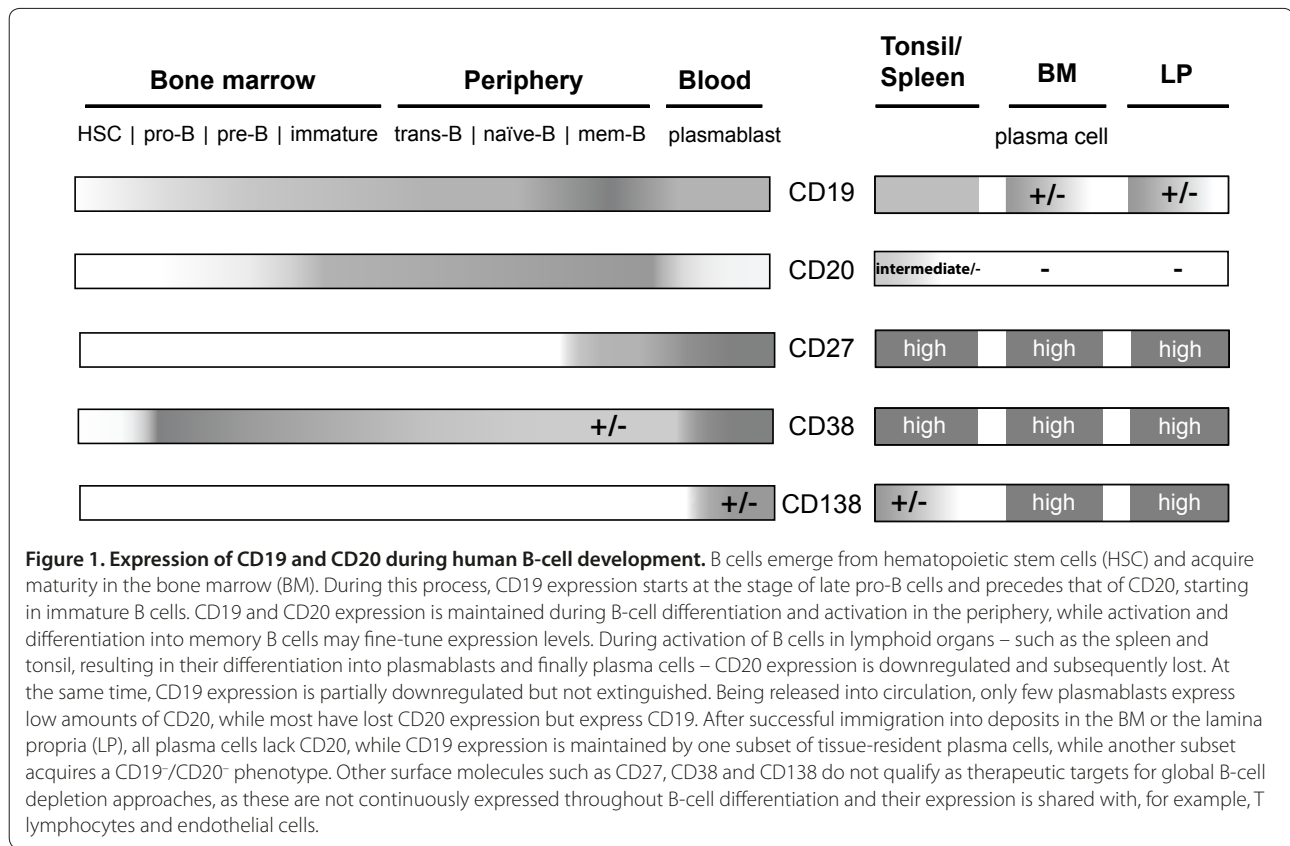 Tonsil/
Spleen
Bone marrow Periphery Blood BM LP
HSC | pro-B | pre-B | immature trans-B | naïve-B | mem-B plasmablast plasma cell
CD19 +/- +/-
CD20 intermediate/- - -
CD27 high high high
+/- CD38 high high high
+/- CD138 +/- high high
Figure 1. Expression of CD19 and CD20 during human B-cell development. B cells emerge from hematopoietic stem cells (HSC) and acquire
maturity in the bone marrow (BM). During this process, CD19 expression starts at the stage of late pro-B cells and precedes that of CD20, starting
in immature B cells. CD19 and CD20 expression is maintained during B-cell differentiation and activation in the periphery, while activation and
differentiation into memory B cells may fine-tune expression levels. During activation of B cells in lymphoid organs – such as the spleen and
tonsil, resulting in their differentiation into plasmablasts and finally plasma cells – CD20 expression is downregulated and subsequently lost. At
the same time, CD19 expression is partially downregulated but not extinguished. Being released into circulation, only few plasmablasts express
low amounts of CD20, while most have lost CD20 expression but express CD19. After successful immigration into deposits in the BM or the lamina
propria (LP), all plasma cells lack CD20, while CD19 expression is maintained by one subset of tissue-resident plasma cells, while another subset
acquires a CD19⁻/CD20⁻ phenotype. Other surface molecules such as CD27, CD38 and CD138 do not qualify as therapeutic targets for global B-cell
depletion approaches, as these are not continuously expressed throughout B-cell differentiation and their expression is shared with, for example, T
lymphocytes and endothelial cells.